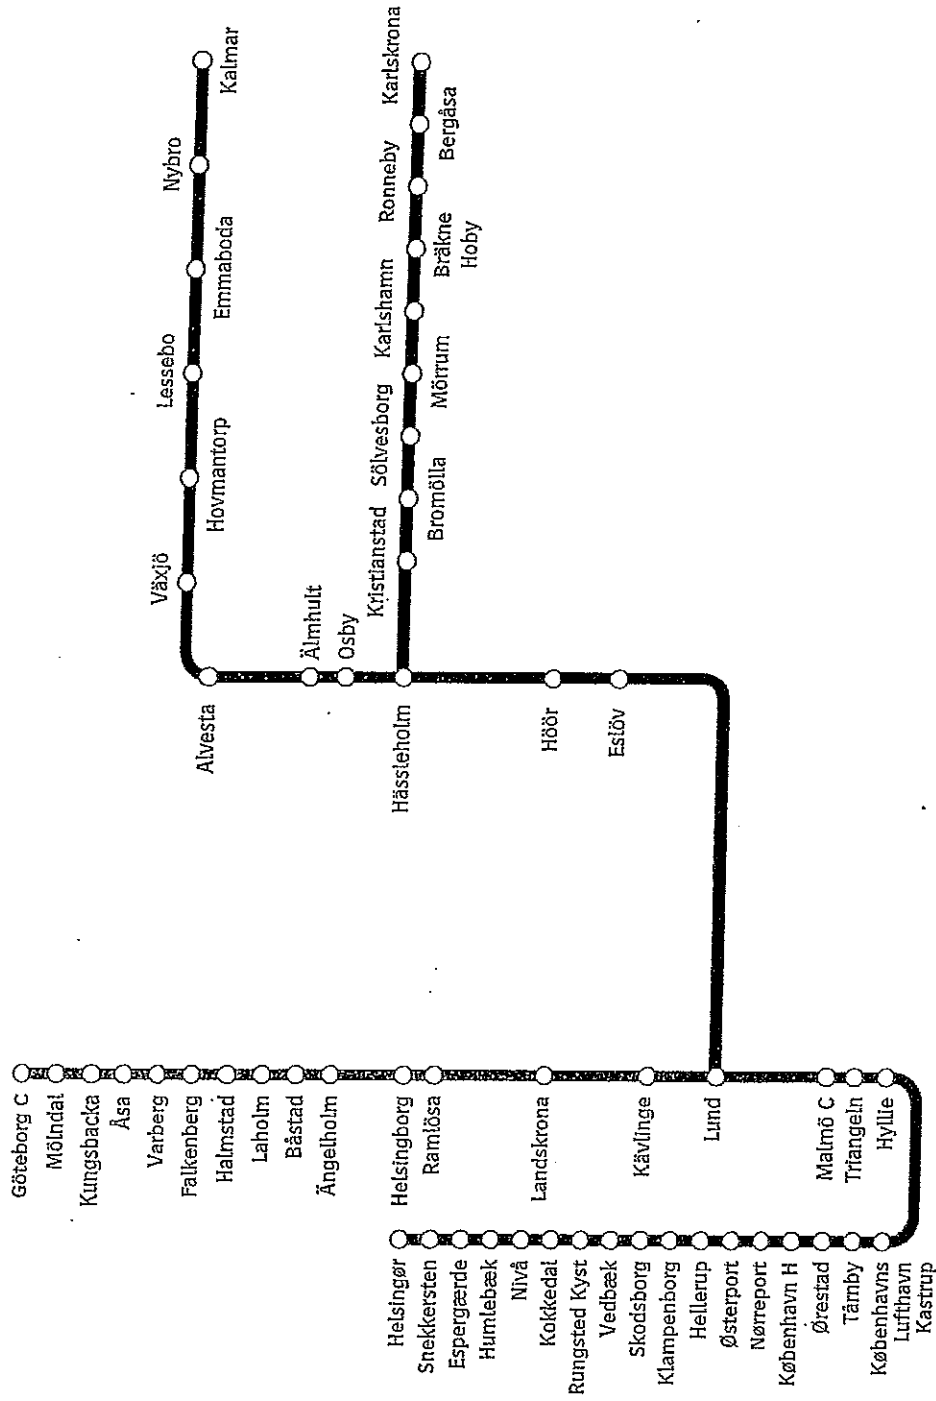 Göteborg C
Mölndal
Kungsbacka
Åsa
Varberg
Falkenberg
Halmstad
Laholm
Båstad
Ängelholm
Helsingborg
Ramlösa
Landskrona
Kävlinge
Lund
Malmö C
Triangeln
Hyllie
Helsingør
Snekkersten
Espergærde
Humlebæk
Nivå
Kokkedal
Rungsted Kyst
Vedbæk
Skodsborg
Klampenborg
Hellerup
Østerport
Nørreport
København H
Ørestad
Tårnby
Københavns
Lufthavn
Kastrup
Alvesta
Älmhult
Osby
Hässleholm
Höör
Eslöv
Växjö
Hovmantorp
Lessebo
Emmaboda
Nybro
Kalmar
Kristianstad
Bromölla
Sölvesborg
Mörrum
Karlshamn
Bräkne
Hoby
Ronneby
Bergåsa
Karlskrona